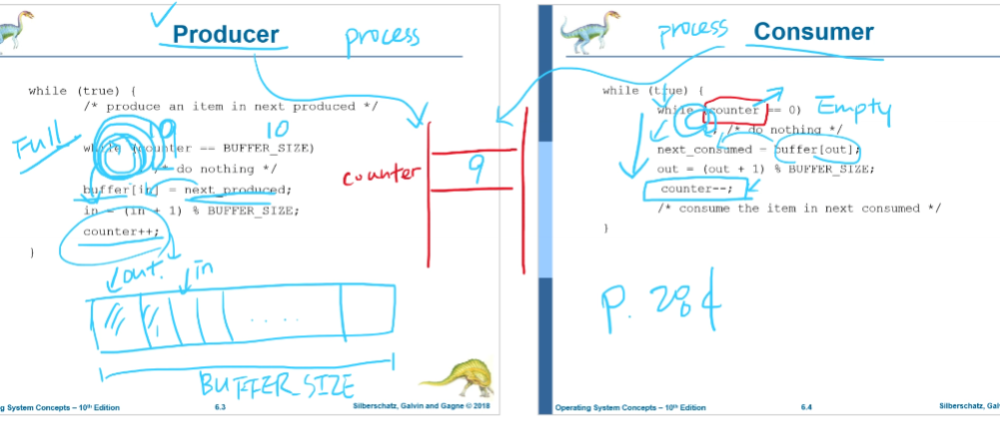 Producer
process
while (true) {
/* produce an item in next produced */
Full
9
10
while (counter == BUFFER_SIZE)
/* do nothing */
buffer[in] = next_produced;
in = (in + 1) % BUFFER_SIZE;
counter++;
}
out.
in
.....
BUFFER SIZE
g System Concepts – 10th Edition
6.3
Silberschatz, Galvin and Gagne © 2018
counter
9
process
Consumer
while (true) {
while (counter == 0)
Empty
; /* do nothing */
next_consumed = buffer[out];
out = (out + 1) % BUFFER_SIZE;
counter--;
/* consume the item in next consumed */
}
Operating System Concepts – 10th Edition
6.4
Silberschatz, Gal